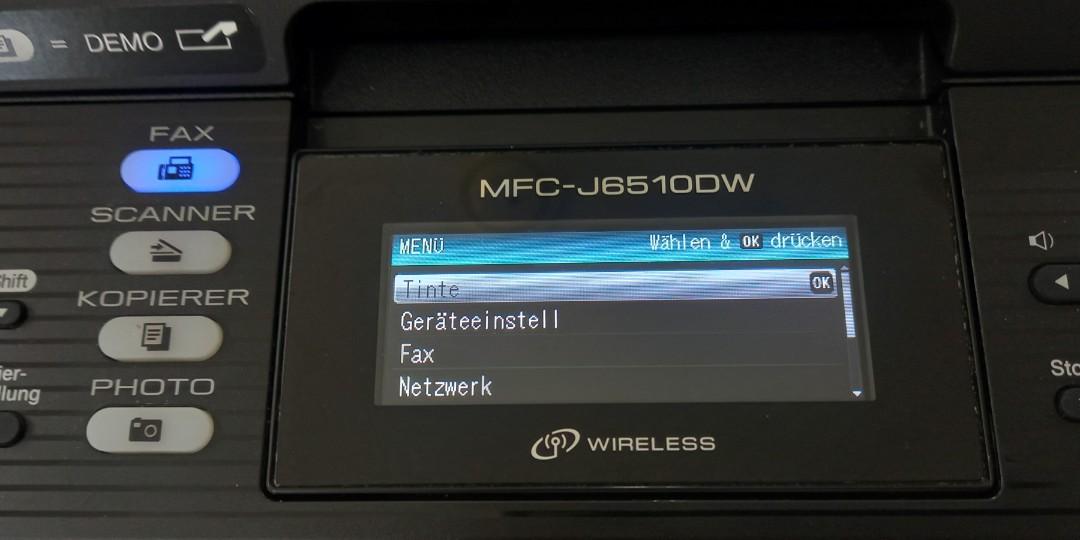 = DEMO
FAX
SCANNER
KOPIERER
PHOTO
MFC-J6510DW
MENÜ Wählen & OK drücken
Tinte OK
Geräteeinstell
Fax
Netzwerk
WIRELESS